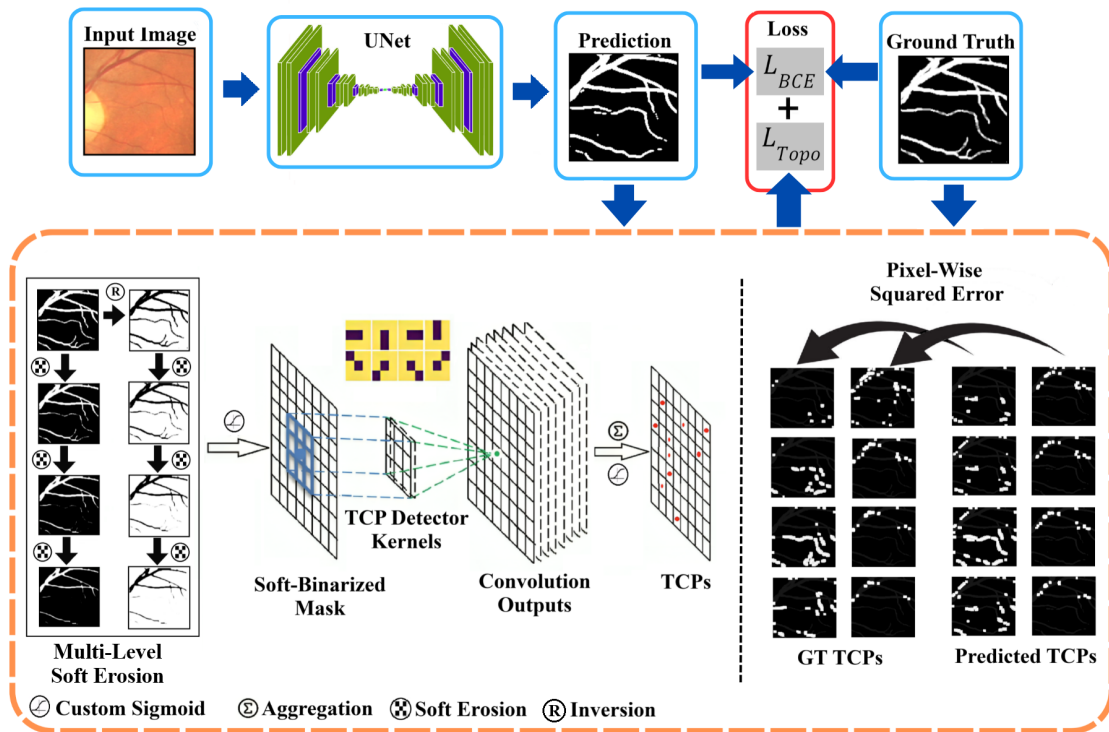 Input Image
UNet
Prediction
Loss
L_BCE
+
L_Topo
Ground Truth
R
Multi-Level
Soft Erosion
Soft-Binarized
Mask
TCP Detector
Kernels
Convolution
Outputs
Σ
TCPs
Pixel-Wise
Squared Error
GT TCPs
Predicted TCPs
Custom Sigmoid
Σ Aggregation
Soft Erosion
R Inversion